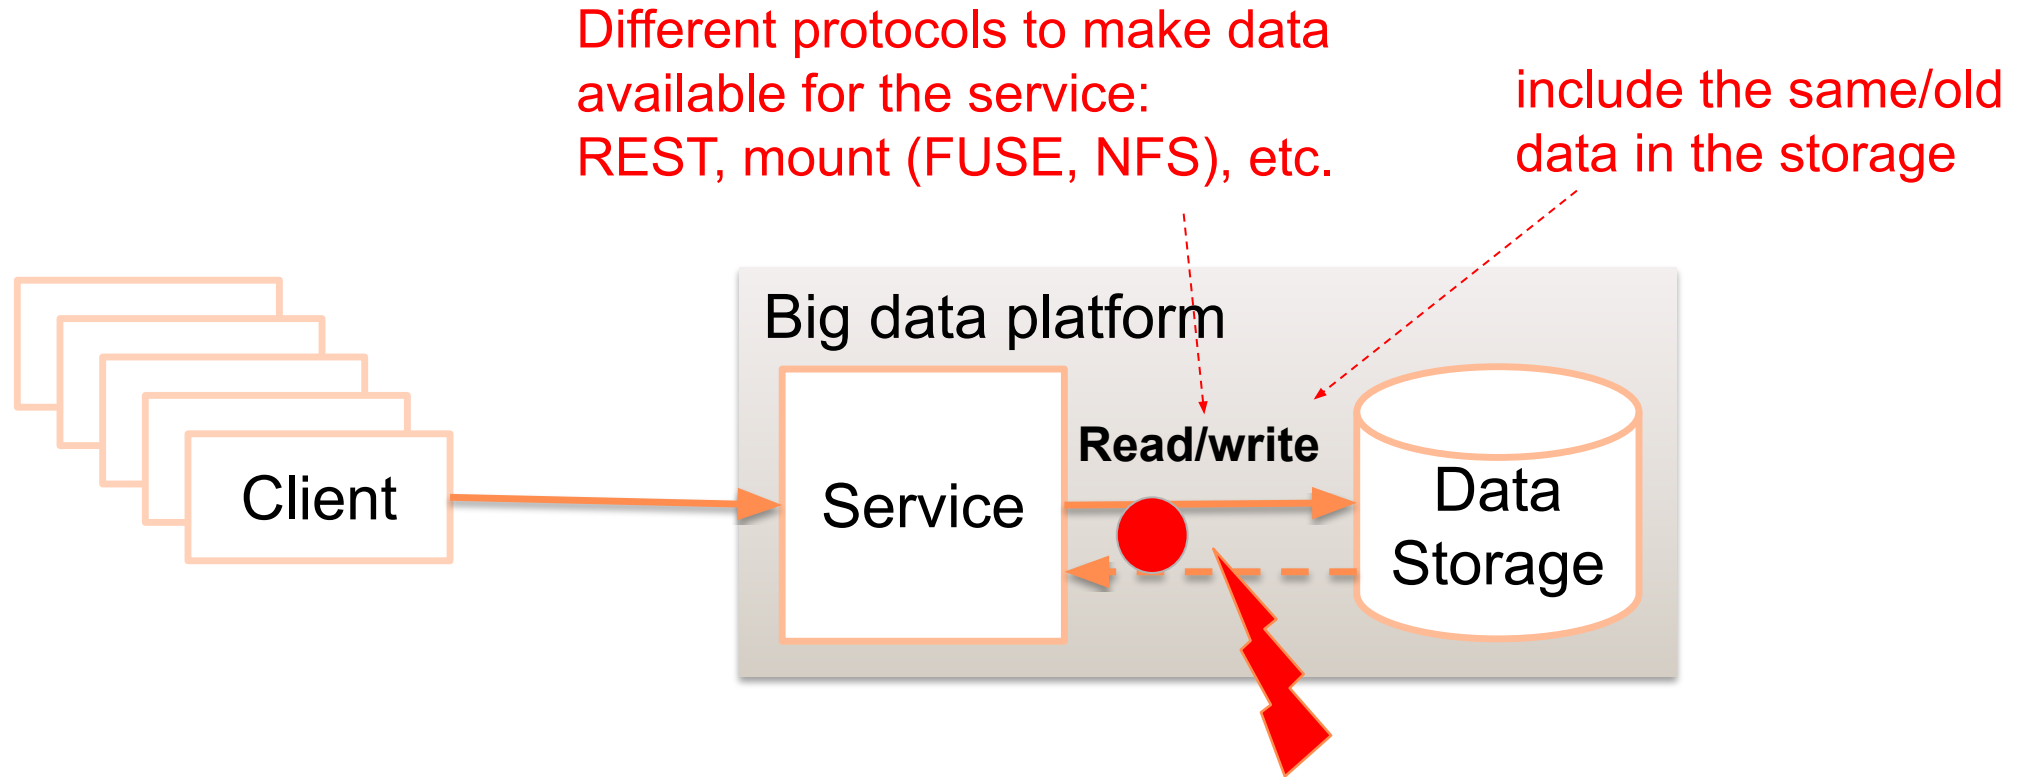 Different protocols to make data
available for the service:
REST, mount (FUSE, NFS), etc.
include the same/old
data in the storage
Big data platform
Client
Service
Read/write
Data
Storage